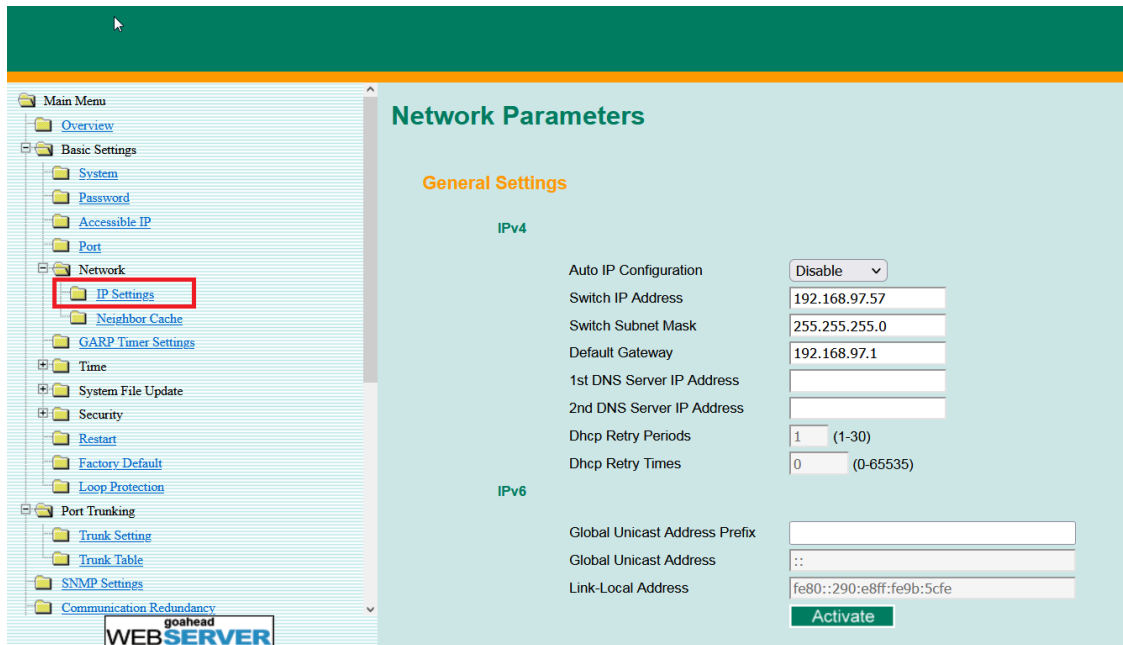 Main Menu
Overview
Basic Settings
System
Password
Accessible IP
Port
Network
IP Settings
Neighbor Cache
GARP Timer Settings
Time
System File Update
Security
Restart
Factory Default
Loop Protection
Port Trunking
Trunk Setting
Trunk Table
SNMP Settings
Communication Redundancy
goahead
WEBSERVER
Network Parameters
General Settings
IPv4
Auto IP Configuration Disable
Switch IP Address 192.168.97.57
Switch Subnet Mask 255.255.255.0
Default Gateway 192.168.97.1
1st DNS Server IP Address
2nd DNS Server IP Address
Dhcp Retry Periods 1 (1-30)
Dhcp Retry Times 0 (0-65535)
IPv6
Global Unicast Address Prefix
Global Unicast Address ::
Link-Local Address fe80::290:e8ff:fe9b:5cfe
Activate